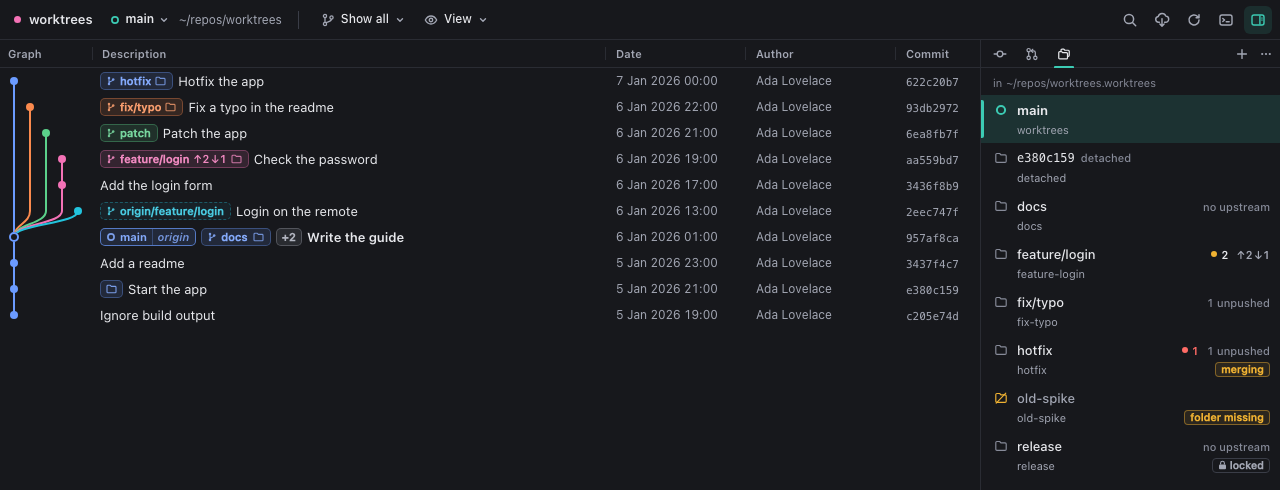 worktrees main ~/repos/worktrees Show all View
Graph Description Date Author Commit
hotfix Hotfix the app 7 Jan 2026 00:00 Ada Lovelace 622c20b7
fix/typo Fix a typo in the readme 6 Jan 2026 22:00 Ada Lovelace 93db2972
patch Patch the app 6 Jan 2026 21:00 Ada Lovelace 6ea8fb7f
feature/login ↑2↓1 Check the password 6 Jan 2026 19:00 Ada Lovelace aa559bd7
Add the login form 6 Jan 2026 17:00 Ada Lovelace 3436f8b9
origin/feature/login Login on the remote 6 Jan 2026 13:00 Ada Lovelace 2eec747f
main origin docs +2 Write the guide 6 Jan 2026 01:00 Ada Lovelace 957af8ca
Add a readme 5 Jan 2026 23:00 Ada Lovelace 3437f4c7
Start the app 5 Jan 2026 21:00 Ada Lovelace e380c159
Ignore build output 5 Jan 2026 19:00 Ada Lovelace c205e74d
in ~/repos/worktrees.worktrees
main
worktrees
e380c159 detached
detached
docs no upstream
docs
feature/login 2 ↑2↓1
feature-login
fix/typo 1 unpushed
fix-typo
hotfix 1 1 unpushed
hotfix merging
old-spike
old-spike folder missing
release no upstream
release locked